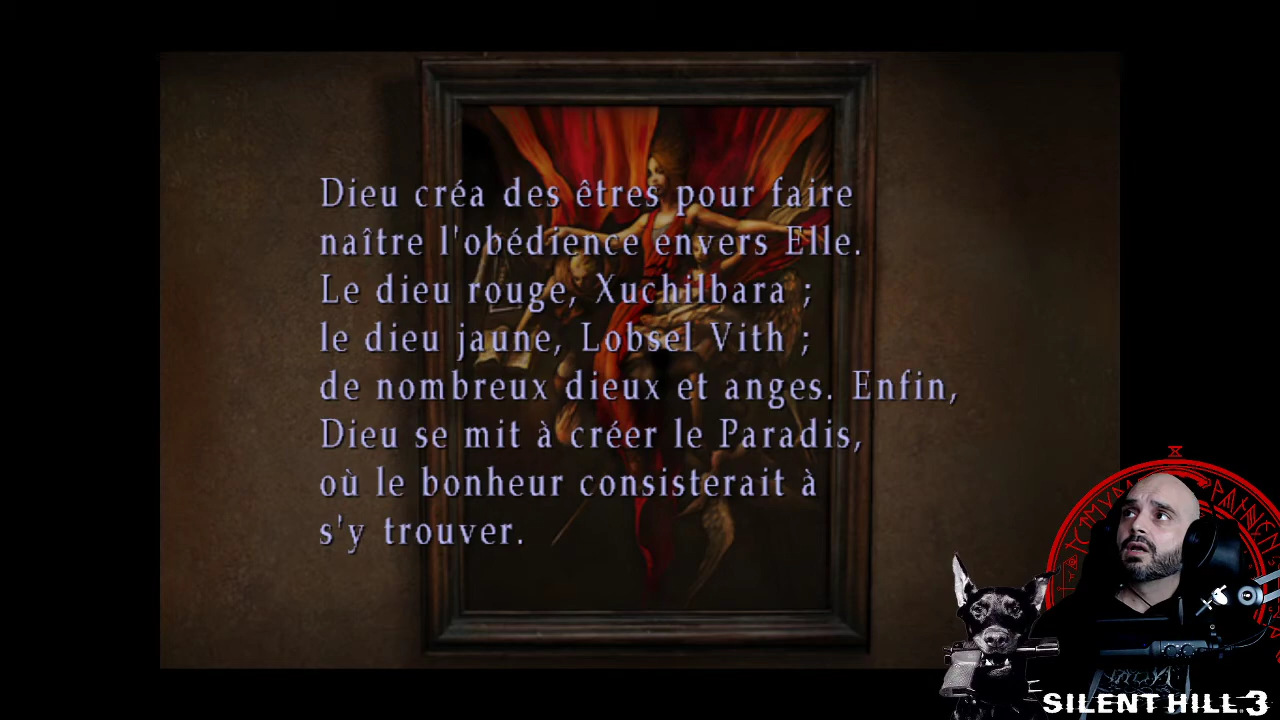 Dieu créa des êtres pour faire
naître l'obédience envers Elle.
Le dieu rouge, Xuchilbara ;
le dieu jaune, Lobsel Vith ;
de nombreux dieux et anges. Enfin,
Dieu se mit à créer le Paradis,
où le bonheur consisterait à
s'y trouver.
SILENT HILL 3